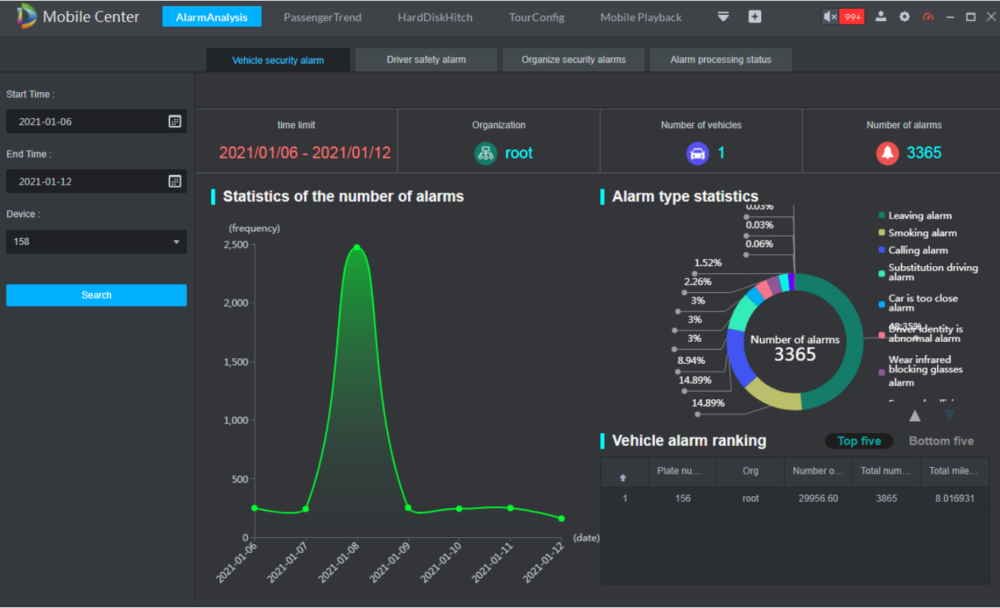 Mobile Center
AlarmAnalysis
PassengerTrend
HardDiskHitch
TourConfig
Mobile Playback
99+
Vehicle security alarm
Driver safety alarm
Organize security alarms
Alarm processing status
Start Time :
2021-01-06
End Time :
2021-01-12
Device :
158
Search
time limit
2021/01/06 - 2021/01/12
Organization
root
Number of vehicles
1
Number of alarms
3365
Statistics of the number of alarms
(frequency)
2,500
2,000
1,500
1,000
500
0
2021-01-06
2021-01-07
2021-01-08
2021-01-09
2021-01-10
2021-01-11
2021-01-12
(date)
Alarm type statistics
0.03%
0.03%
0.06%
1.52%
2.26%
3%
3%
3%
8.94%
14.89%
14.89%
48.35%
Number of alarms
3365
Leaving alarm
Smoking alarm
Calling alarm
Substitution driving
alarm
Car is too close
alarm
Driver identity is
abnormal alarm
Wear infrared
blocking glasses
alarm
Vehicle alarm ranking
Top five
Bottom five
Plate nu...
Org
Number o...
Total num...
Total mile...
1
156
root
29956.60
3865
8.016931